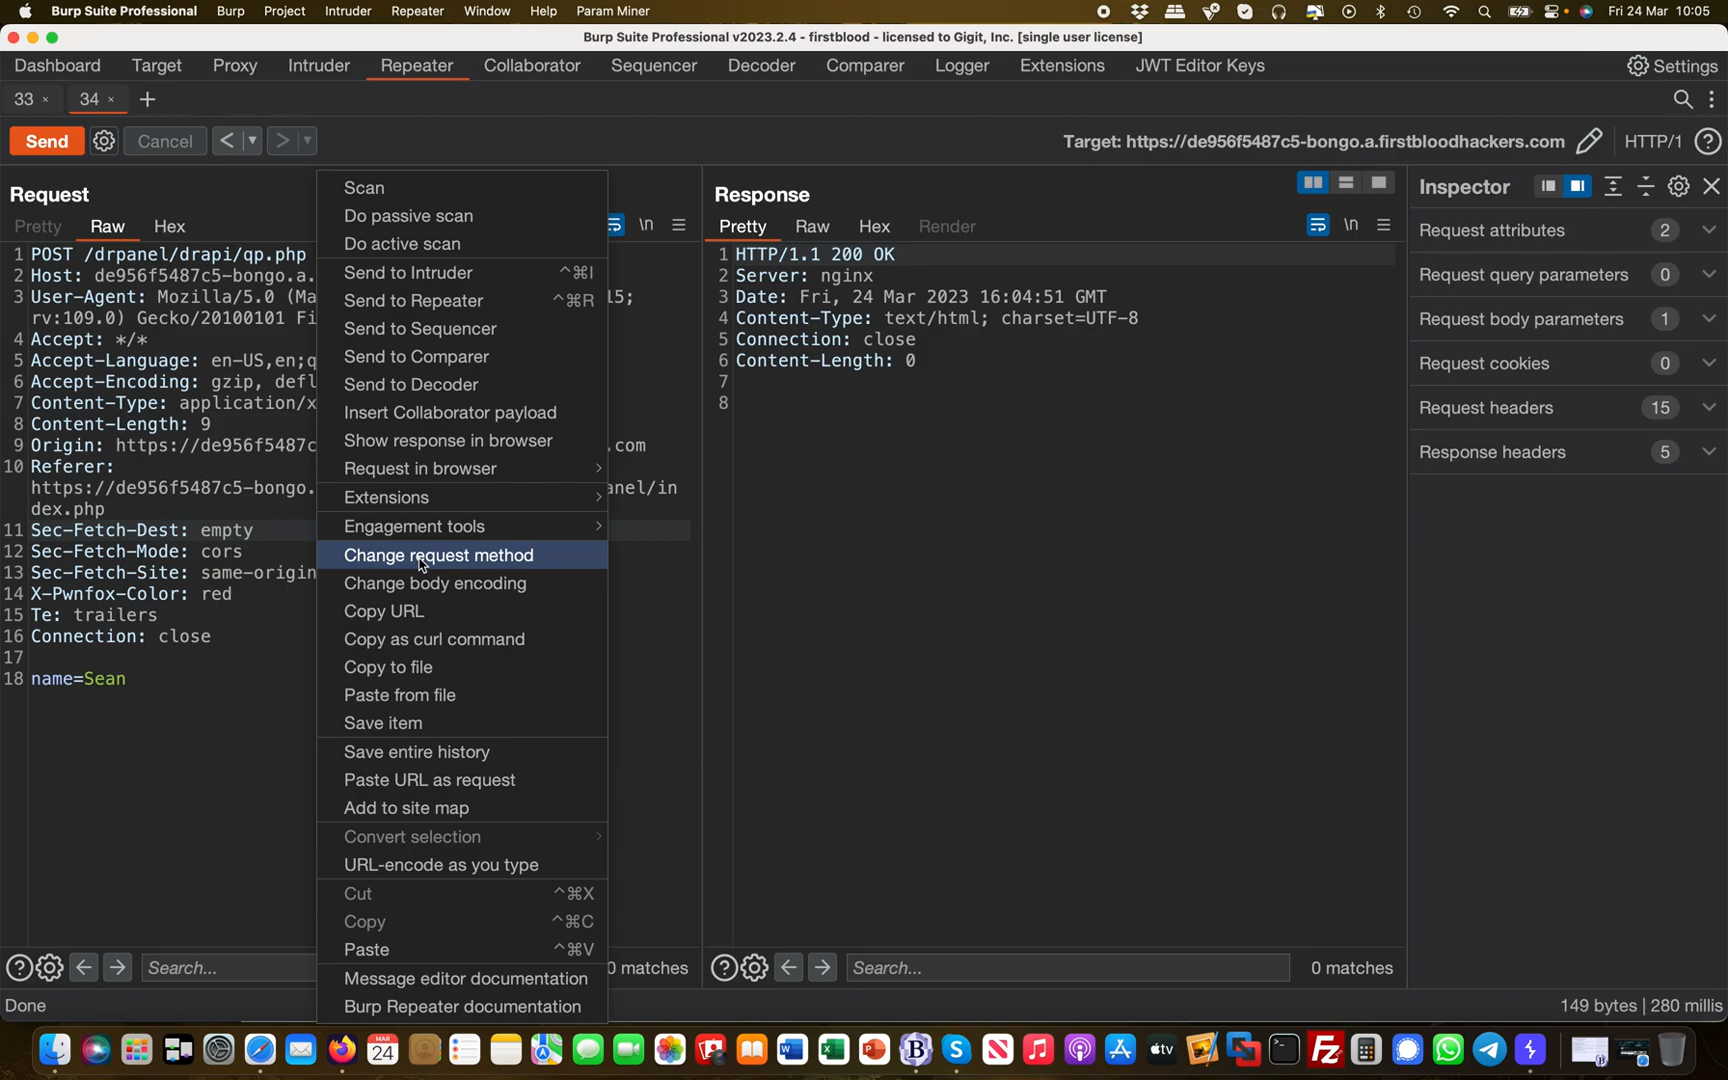 Burp Suite Professional Burp Project Intruder Repeater Window Help Param Miner Fri 24 Mar 10:05
Burp Suite Professional v2023.2.4 - firstblood - licensed to Gigit, Inc. [single user license]
Dashboard Target Proxy Intruder Repeater Collaborator Sequencer Decoder Comparer Logger Extensions JWT Editor Keys Settings
33 × 34 × +
Send Cancel < > Target: https://de956f5487c5-bongo.a.firstbloodhackers.com HTTP/1 ?
Request
Pretty Raw Hex \n
1 POST /drpanel/drapi/qp.php
2 Host: de956f5487c5-bongo.a.
3 User-Agent: Mozilla/5.0 (Ma 15;
rv:109.0) Gecko/20100101 Fi
4 Accept: */*
5 Accept-Language: en-US,en;q
6 Accept-Encoding: gzip, defl
7 Content-Type: application/x
8 Content-Length: 9
9 Origin: https://de956f5487c .com
10 Referer:
https://de956f5487c5-bongo. anel/in
dex.php
11 Sec-Fetch-Dest: empty
12 Sec-Fetch-Mode: cors
13 Sec-Fetch-Site: same-origin
14 X-Pwnfox-Color: red
15 Te: trailers
16 Connection: close
17
18 name=Sean
Scan
Do passive scan
Do active scan
Send to Intruder ^⌘I
Send to Repeater ^⌘R
Send to Sequencer
Send to Comparer
Send to Decoder
Insert Collaborator payload
Show response in browser
Request in browser >
Extensions >
Engagement tools >
Change request method
Change body encoding
Copy URL
Copy as curl command
Copy to file
Paste from file
Save item
Save entire history
Paste URL as request
Add to site map
Convert selection >
URL-encode as you type
Cut ^⌘X
Copy ^⌘C
Paste ^⌘V
Message editor documentation
Burp Repeater documentation
Response
Pretty Raw Hex Render \n
1 HTTP/1.1 200 OK
2 Server: nginx
3 Date: Fri, 24 Mar 2023 16:04:51 GMT
4 Content-Type: text/html; charset=UTF-8
5 Connection: close
6 Content-Length: 0
7
8
Inspector
Request attributes 2
Request query parameters 0
Request body parameters 1
Request cookies 0
Request headers 15
Response headers 5
? Search... 0 matches
? Search... 0 matches
Done 149 bytes | 280 millis
MAR
24